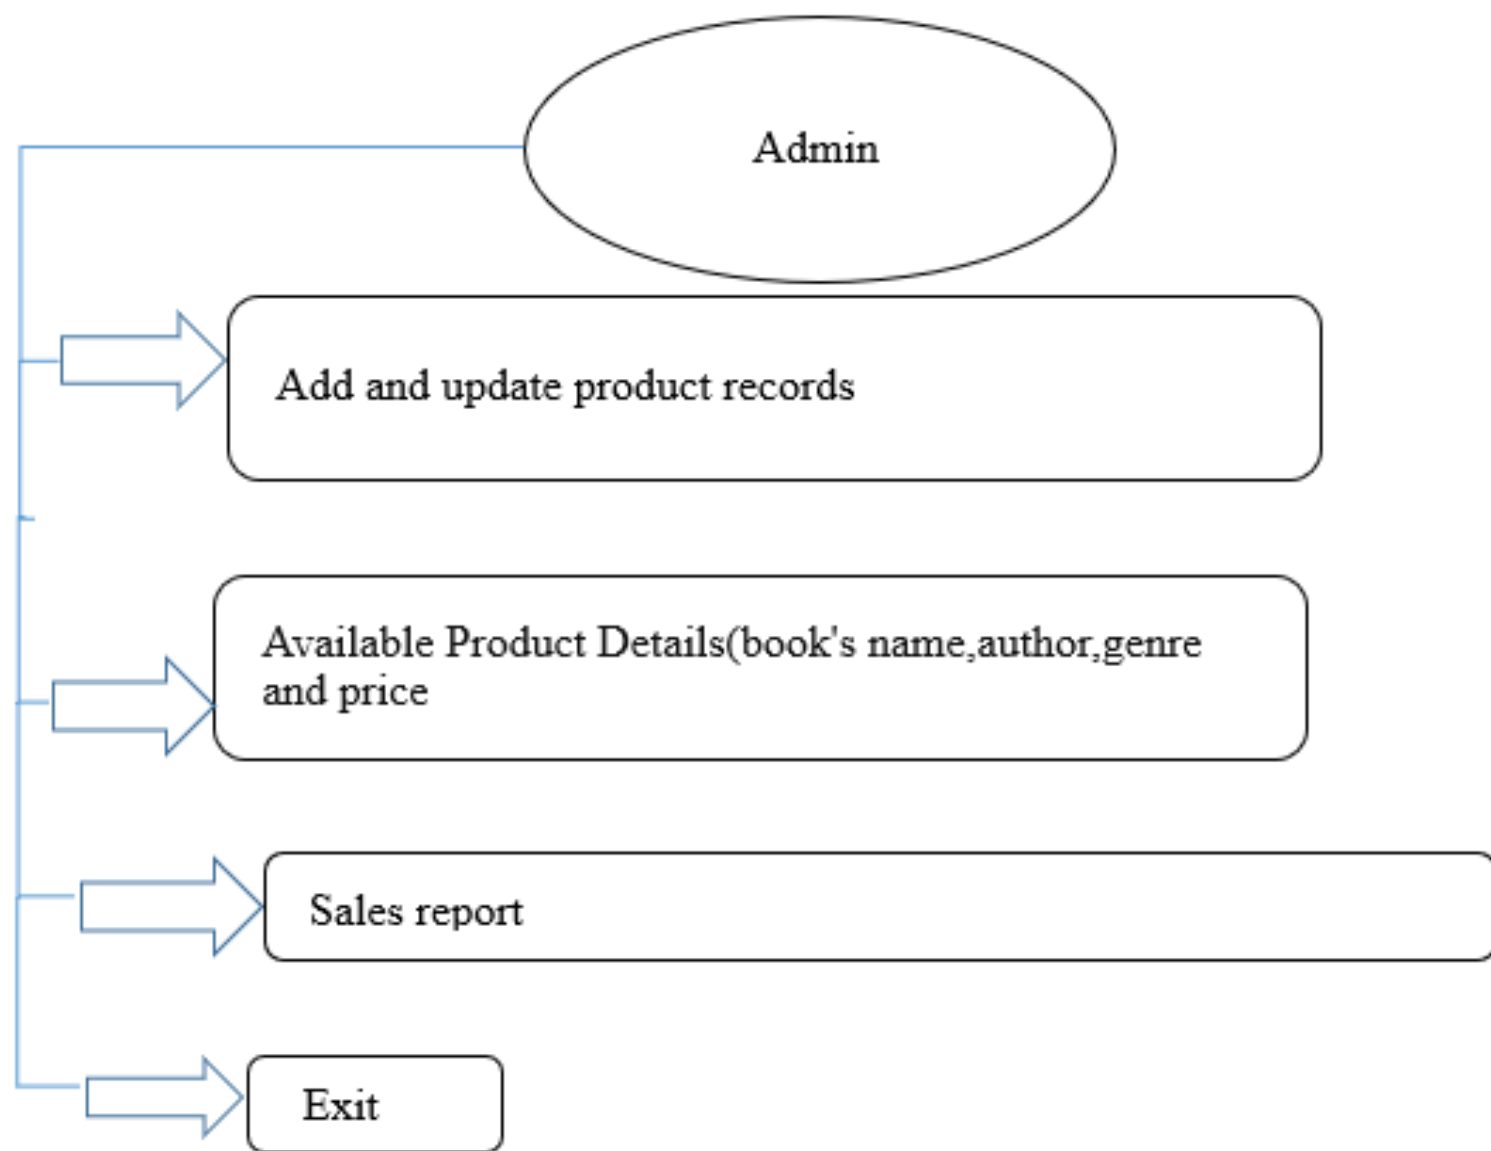 Admin
Add and update product records
Available Product Details(book's name,author,genre
and price
Sales report
Exit